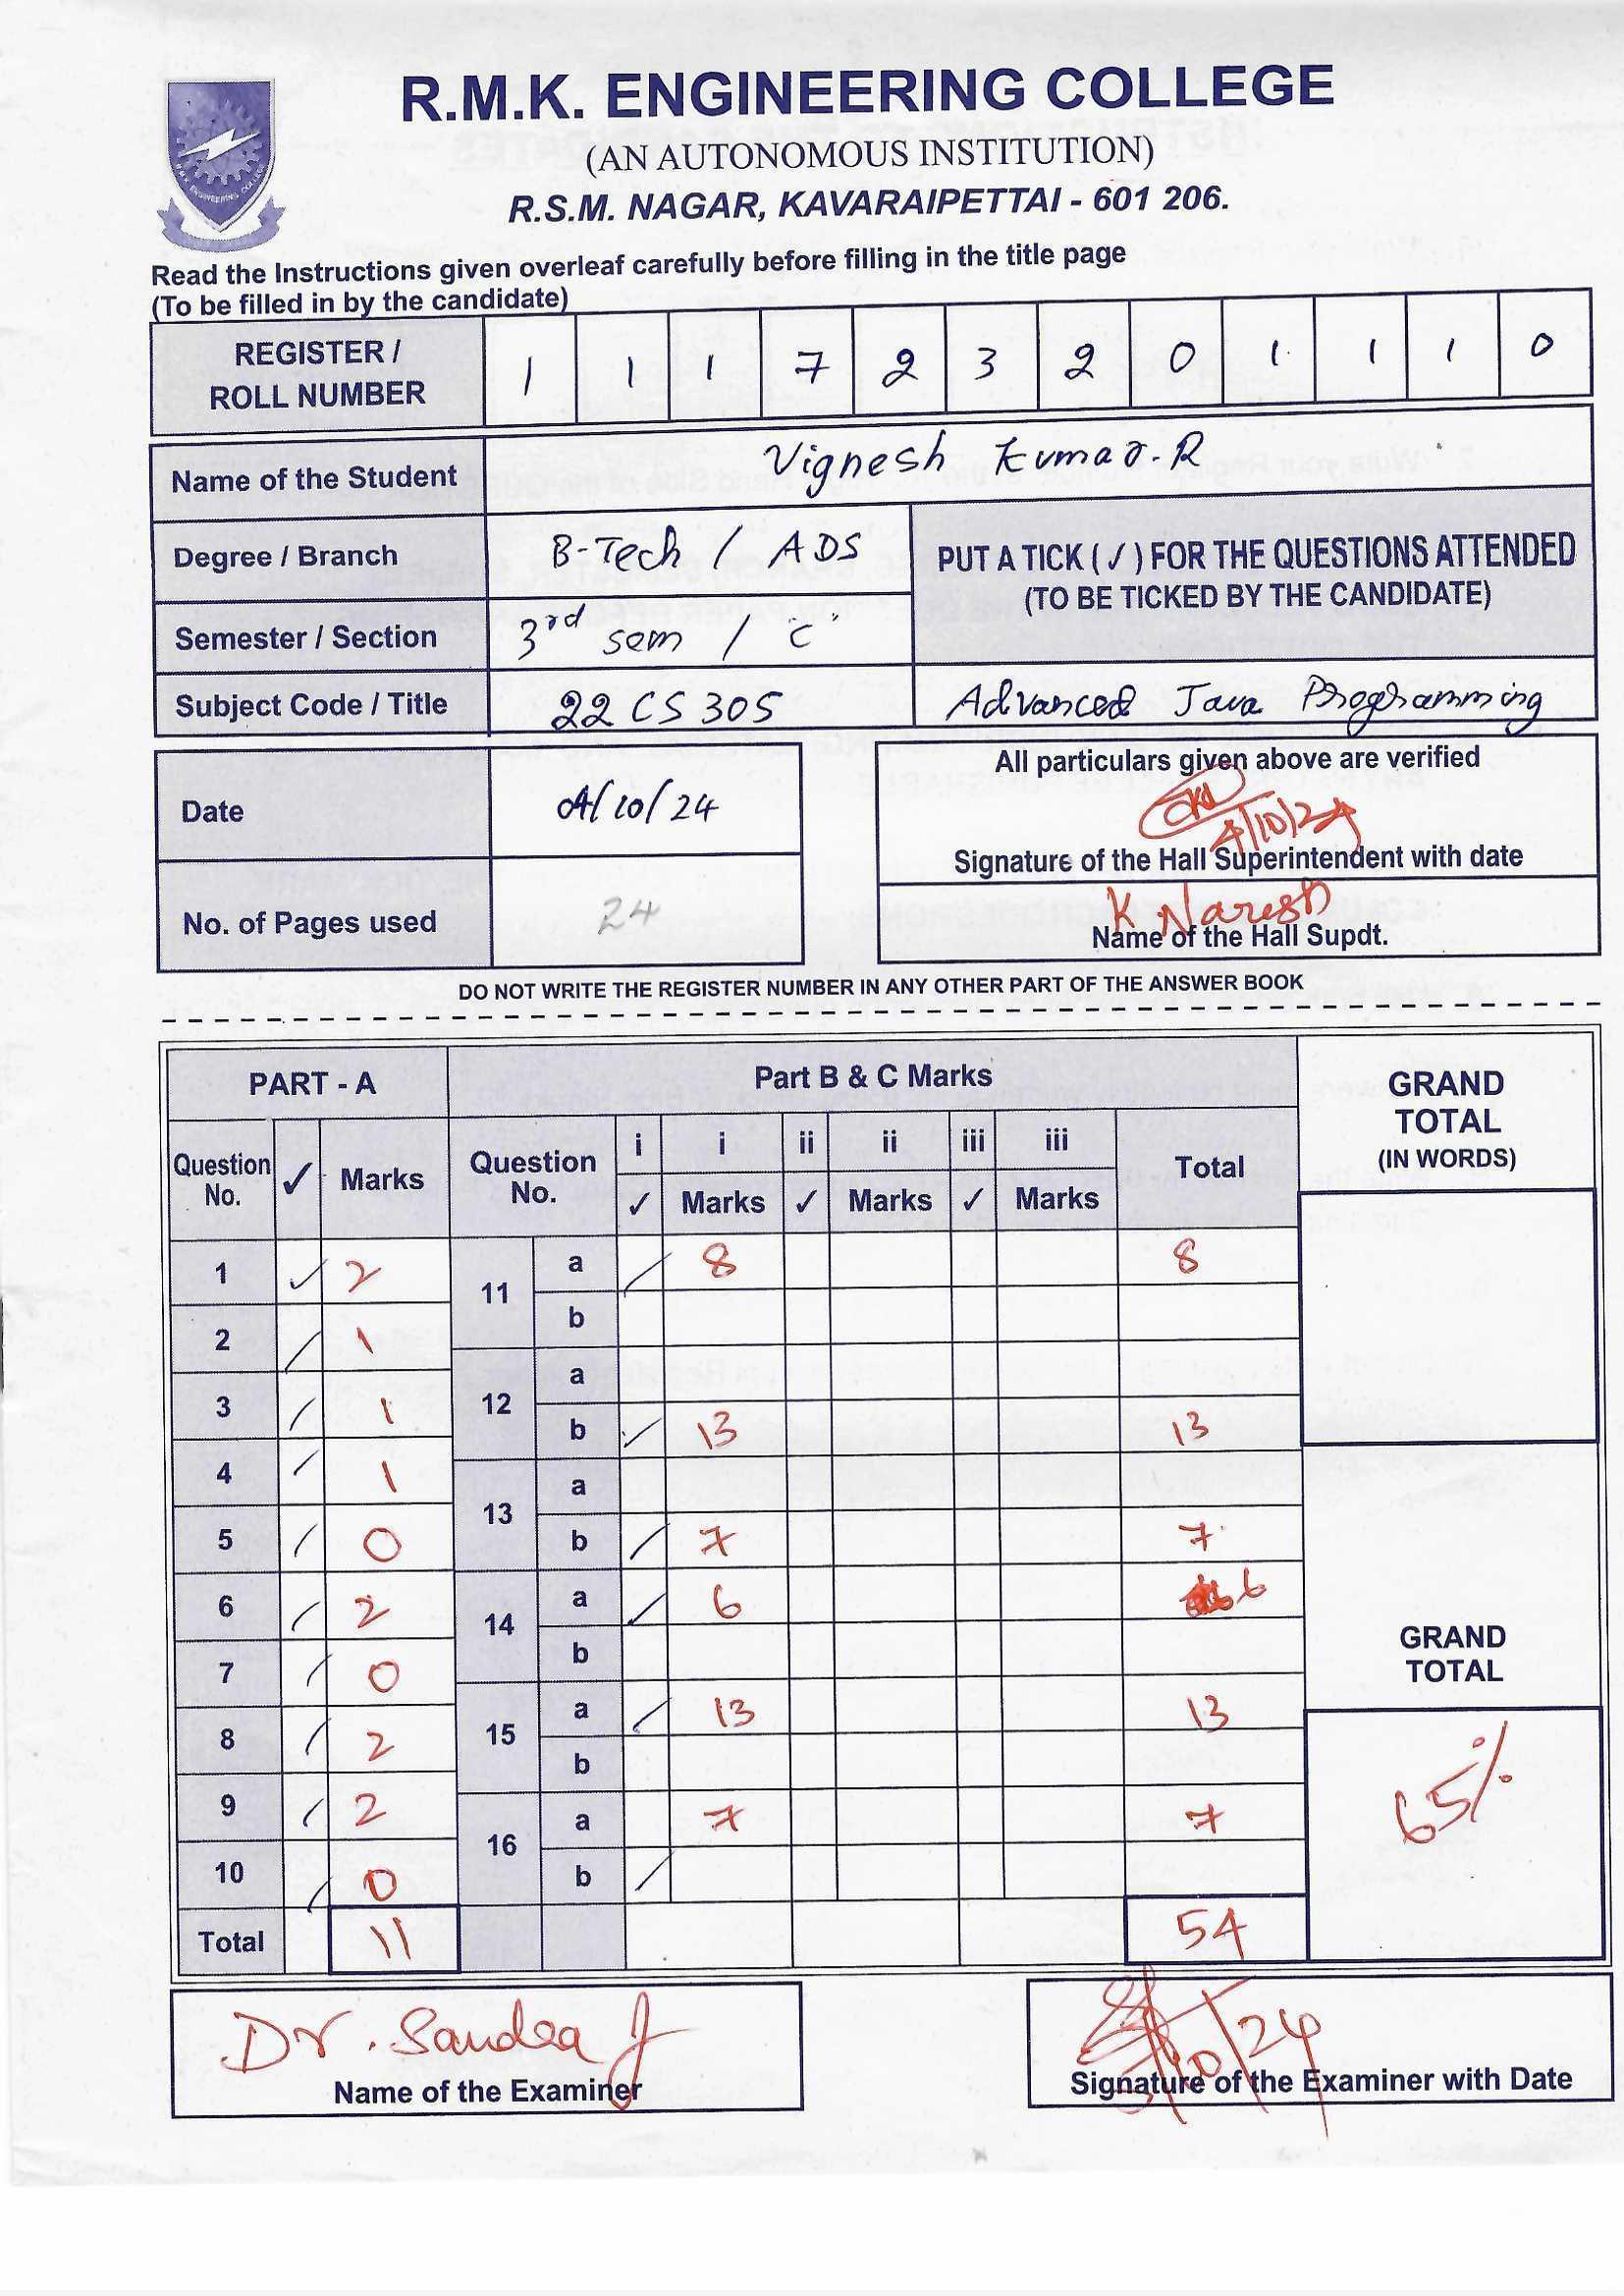 R.M.K. ENGINEERING COLLEGE
(AN AUTONOMOUS INSTITUTION)
R.S.M. NAGAR, KAVARAIPETTAI - 601 206.
R.M.K. ENGINEERING COLLEGE
Read the Instructions given overleaf carefully before filling in the title page
(To be filled in by the candidate)
REGISTER / ROLL NUMBER 1 1 1 7 2 3 2 0 1 1 1 0
Name of the Student Vignesh Kumar.R
Degree / Branch B-Tech / ADS
PUT A TICK ( ✓ ) FOR THE QUESTIONS ATTENDED
(TO BE TICKED BY THE CANDIDATE)
Semester / Section 3rd sem / "C"
Subject Code / Title 22CS305 Advanced Java Programming
Date 04/10/24
All particulars given above are verified
4/10/24
Signature of the Hall Superintendent with date
No. of Pages used 24
K Naresh
Name of the Hall Supdt.
DO NOT WRITE THE REGISTER NUMBER IN ANY OTHER PART OF THE ANSWER BOOK
PART - A Part B & C Marks GRAND TOTAL (IN WORDS)
Question No. ✓ Marks Question No. i i ii ii iii iii Total
✓ Marks ✓ Marks ✓ Marks
1 ✓ 2 11 a / 8 8
b
2 / 1
12 a
3 / 1
b ✓ 13 13
4 / 1 13 a
5 / 0 b / 7 7
6 / 2 14 a ✓ 6 6
GRAND TOTAL
b
7 / 0
15 a / 13 13
8 / 2
b
65%
9 / 2 16 a 7 7
10 / 0 b /
Total 11 54
Dr. Sandra J
Name of the Examiner
Signature of the Examiner with Date